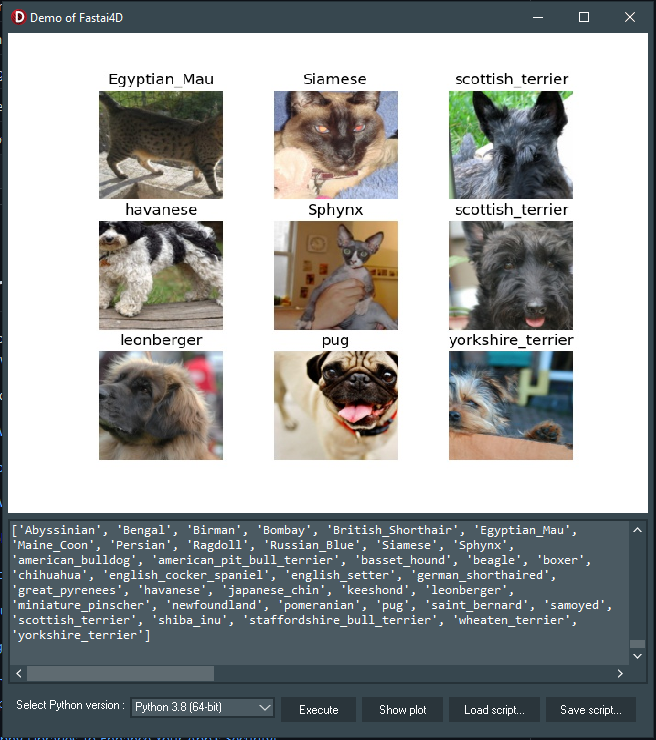 Demo of Fastai4D
Egyptian_Mau Siamese scottish_terrier
havanese Sphynx scottish_terrier
leonberger pug yorkshire_terrier
['Abyssinian', 'Bengal', 'Birman', 'Bombay', 'British_Shorthair', 'Egyptian_Mau',
'Maine_Coon', 'Persian', 'Ragdoll', 'Russian_Blue', 'Siamese', 'Sphynx',
'american_bulldog', 'american_pit_bull_terrier', 'basset_hound', 'beagle', 'boxer',
'chihuahua', 'english_cocker_spaniel', 'english_setter', 'german_shorthaired',
'great_pyrenees', 'havanese', 'japanese_chin', 'keeshond', 'leonberger',
'miniature_pinscher', 'newfoundland', 'pomeranian', 'pug', 'saint_bernard', 'samoyed',
'scottish_terrier', 'shiba_inu', 'staffordshire_bull_terrier', 'wheaten_terrier',
'yorkshire_terrier']
Select Python version : Python 3.8 (64-bit) Execute Show plot Load script... Save script...